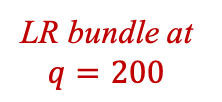 LR bundle at
q = 200